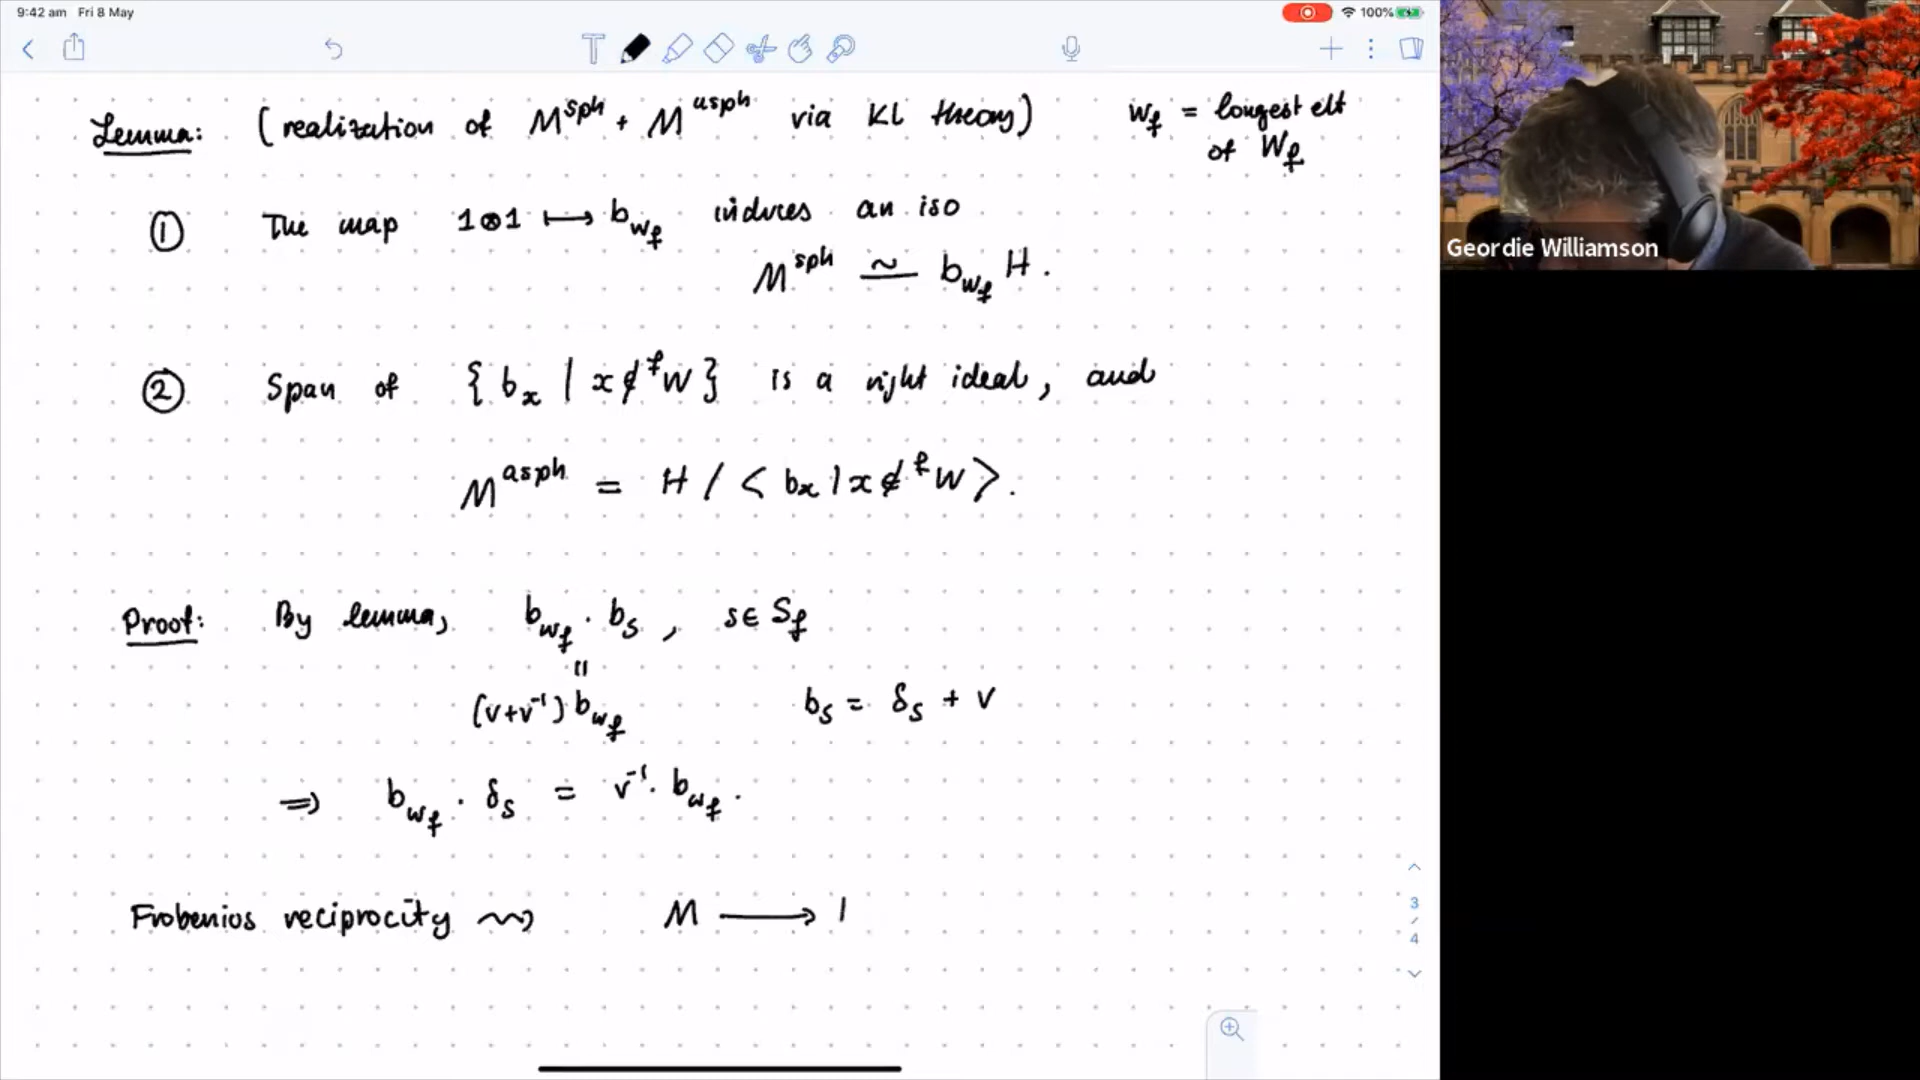 9:42 am Fri 8 May
100%
Lemma: (realization of M^sph + M^asph via KL theory) w_f = longest elt
of W_f
① The map 1⊗1 ⟼ b_{w_f} induces an iso
M^sph ≃ b_{w_f} H.
② Span of { b_x | x ∉ ^fW } is a right ideal, and
M^asph = H / < b_x | x ∉ ^fW >.
Proof: By lemma, b_{w_f} · b_s , s ∈ S_f
||
(v+v^{-1}) b_{w_f} b_s = δ_s + v
⇒ b_{w_f} · δ_s = v^{-1} · b_{w_f}.
Frobenius reciprocity ⇝ M ⟶ l
3
/
4
Geordie Williamson